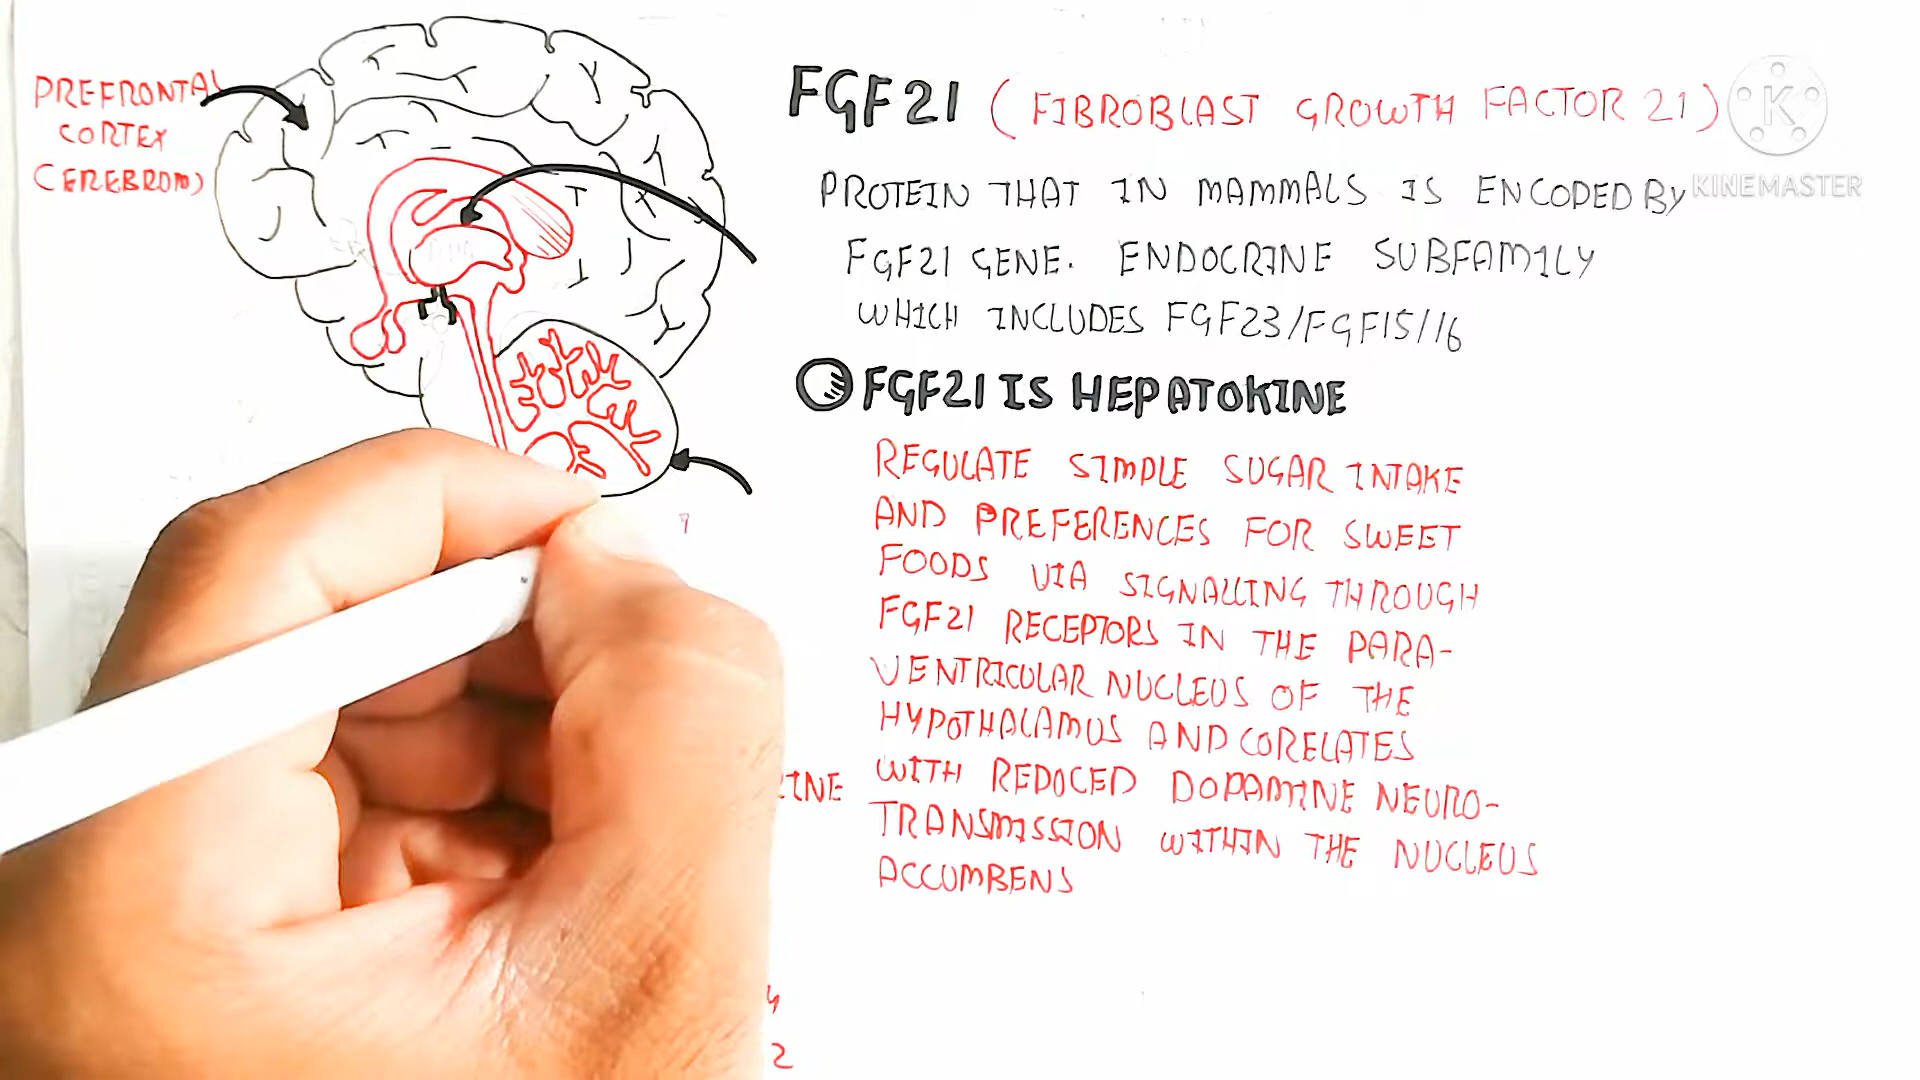 PREFRONTAL
CORTEX
CEREBROM)
FGF21 (FIBROBLAST GROWTH FACTOR 21)
PROTEIN THAT IN MAMMALS IS ENCODED BY
FGF21 GENE. ENDOCRINE SUBFAMILY
WHICH INCLUDES FGF23/FGF15/16
FGF21 IS HEPATOKINE
REGULATE SIMPLE SUGAR INTAKE
AND PREFERENCES FOR SWEET
FOODS VIA SIGNALLING THROUGH
FGF21 RECEPTORS IN THE PARA-
VENTRICULAR NUCLEUS OF THE
HYPOTHALAMUS AND CORELATES
WITH REDOCED DOPAMINE NEURO-
TRANSMISSION WITHIN THE NUCLEUS
ACCUMBENS
KINEMASTER
2